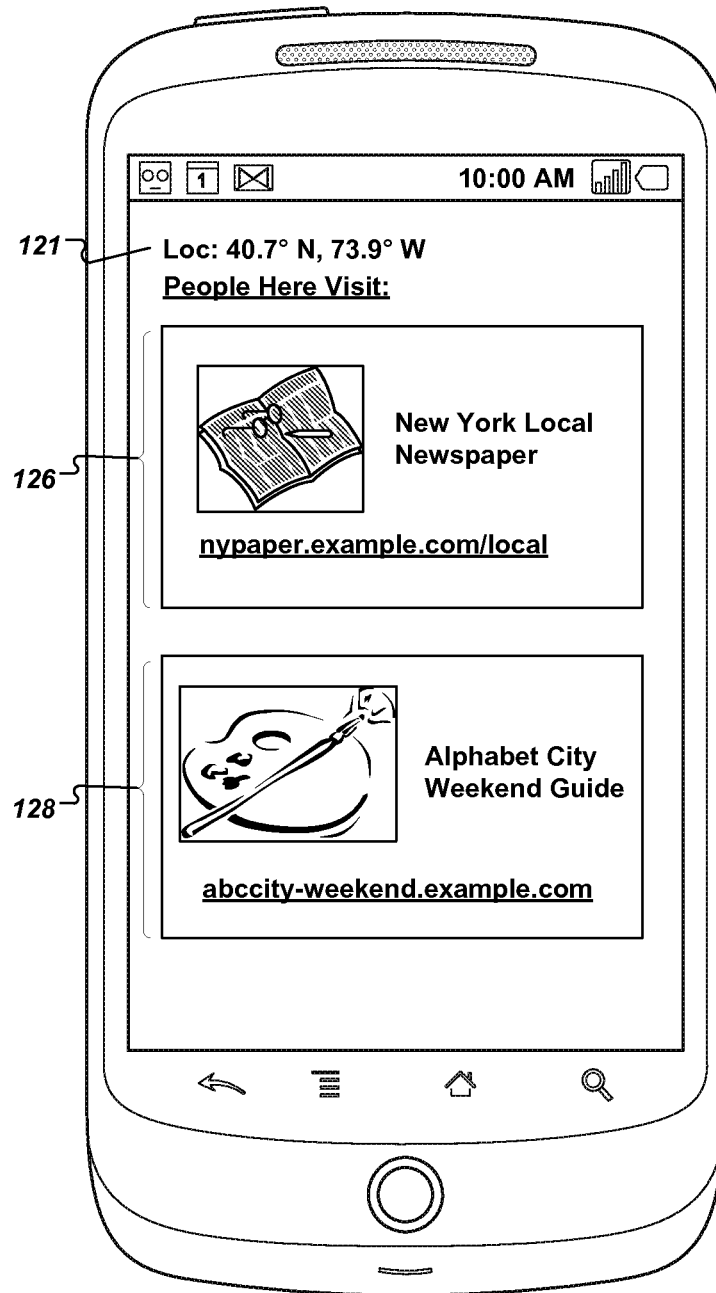 1
10:00 AM
121
Loc: 40.7° N, 73.9° W
People Here Visit:
New York Local
Newspaper
126
nypaper.example.com/local
Alphabet City
Weekend Guide
128
abccity-weekend.example.com